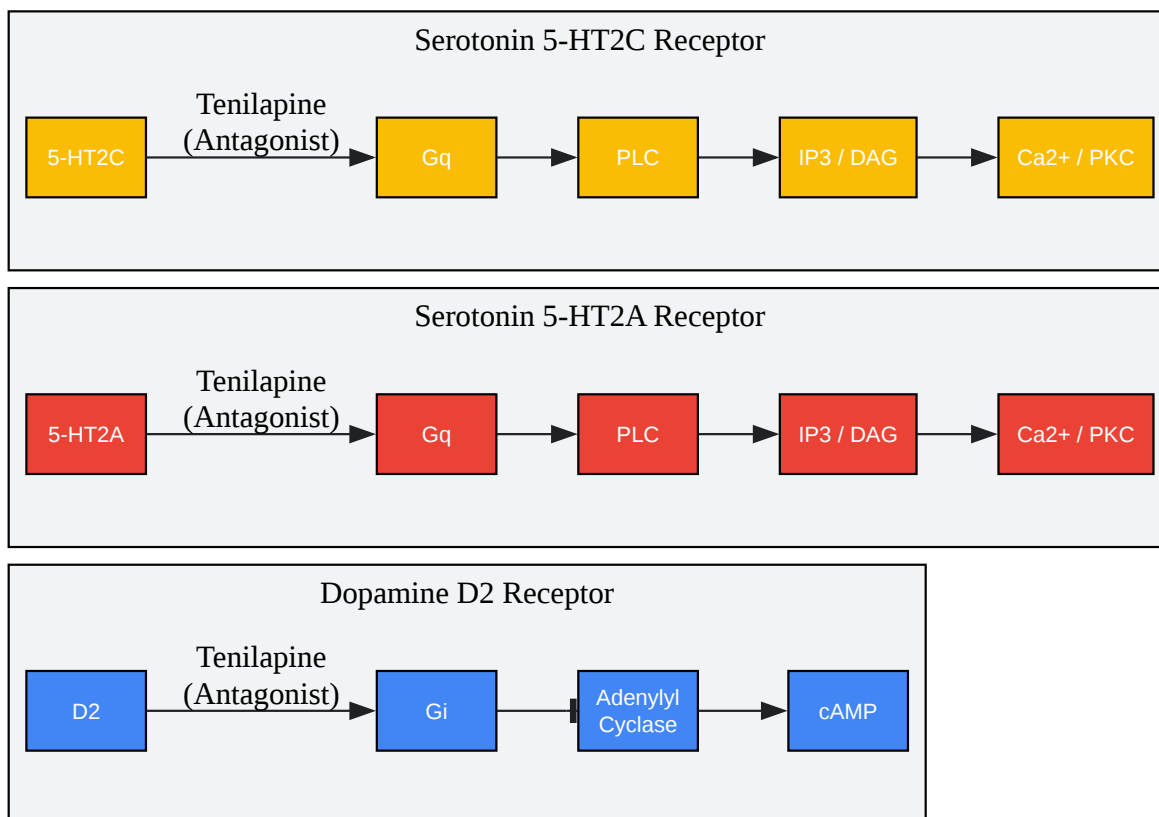 Serotonin 5-HT2C Receptor
Tenilapine
(Antagonist)
5-HT2C
Gq
PLC
IP3 / DAG
Ca2+ / PKC
Serotonin 5-HT2A Receptor
Tenilapine
(Antagonist)
5-HT2A
Gq
PLC
IP3 / DAG
Ca2+ / PKC
Dopamine D2 Receptor
Tenilapine
(Antagonist)
D2
Gi
Adenylyl
Cyclase
cAMP